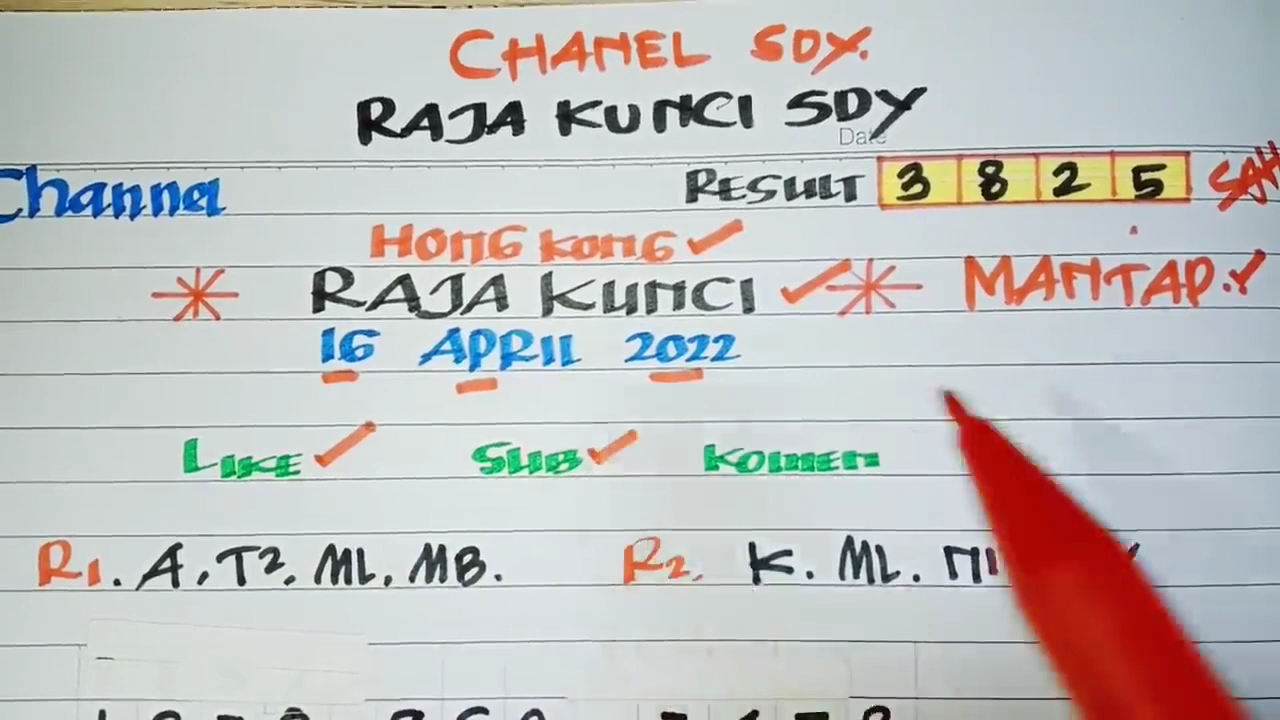 CHANEL SDY.
RAJA KUNCI SDY
Date
Channel RESULT 3 8 2 5
HONG KONG ✓
RAJA KUNCI ✓ MANTAP. ✓
16 APRIL 2022
LIKE ✓ SUB ✓ KOMEN
R1. A, T2, ML, MB. R2. K. ML.